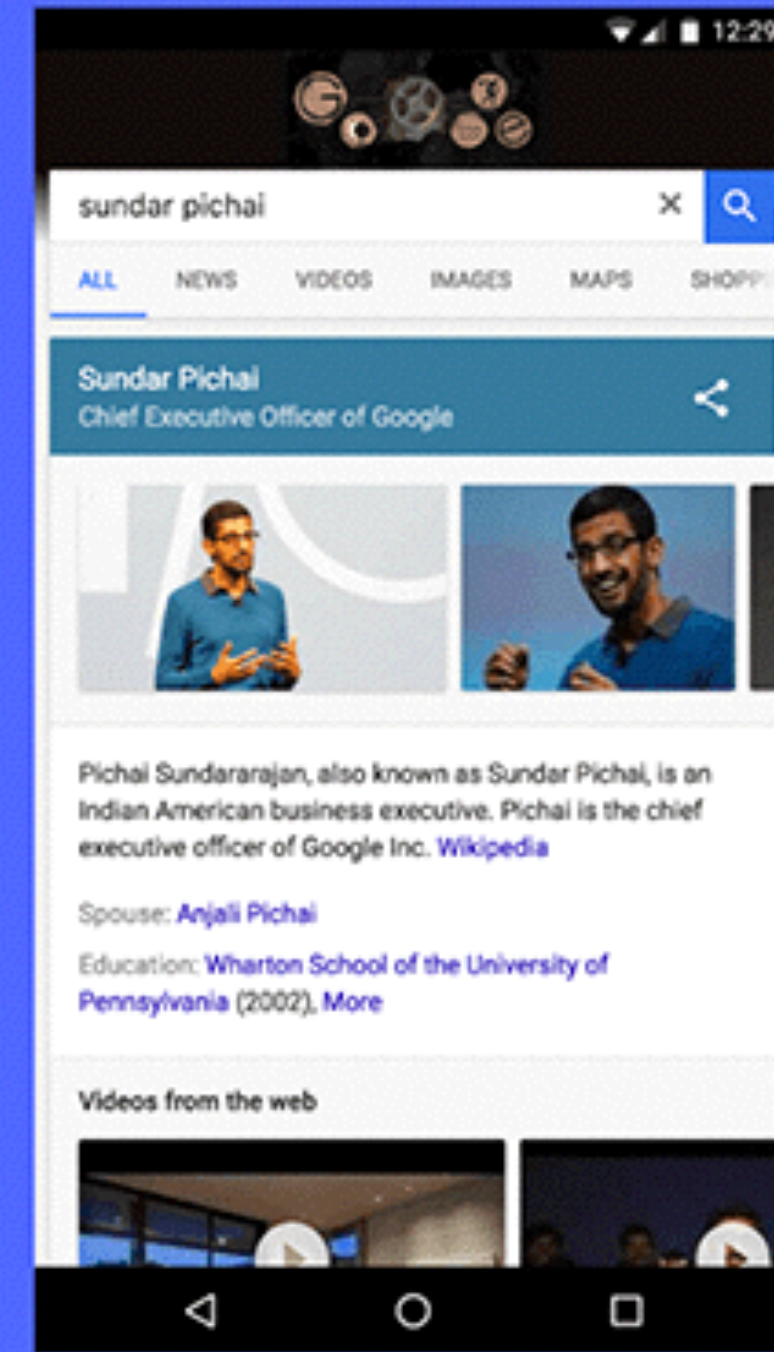 12:29
sundar pichai
ALL NEWS VIDEOS IMAGES MAPS SHOPP
Sundar Pichai
Chief Executive Officer of Google
Pichai Sundararajan, also known as Sundar Pichai, is an
Indian American business executive. Pichai is the chief
executive officer of Google Inc. Wikipedia
Spouse: Anjali Pichai
Education: Wharton School of the University of
Pennsylvania (2002), More
Videos from the web